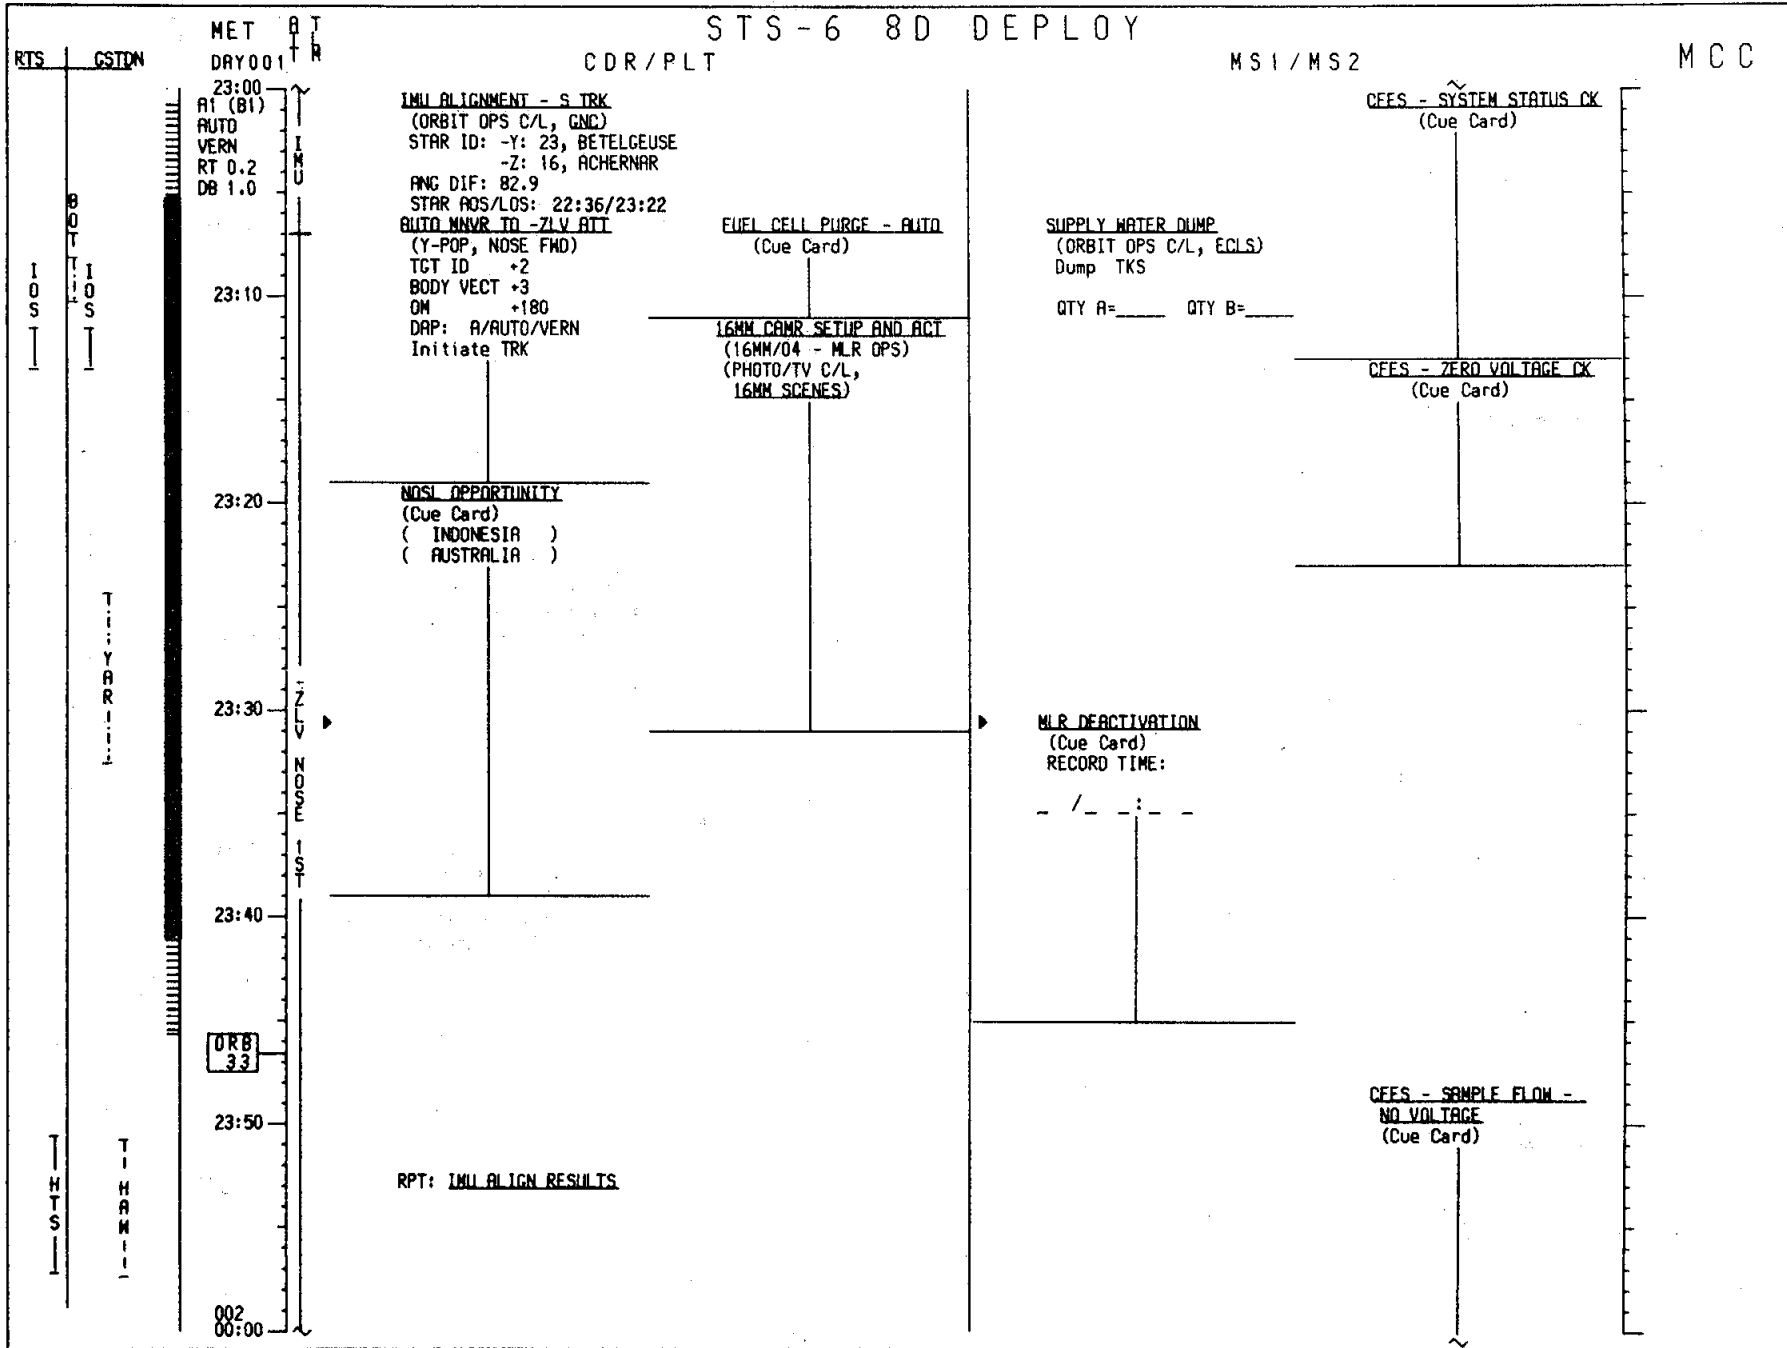 STS-6 8D DEPLOY
MET
ATT
TLR
RTS
GSTDN
DAY001
CDR/PLT
MS1/MS2
MCC
23:00
A1 (B1)
AUTO
VERN
RT 0.2
DB 1.0
IMU
IMU ALIGNMENT - S TRK
(ORBIT OPS C/L, GNC)
STAR ID: -Y: 23, BETELGEUSE
-Z: 16, ACHERNAR
ANG DIF: 82.9
STAR AOS/LOS: 22:36/23:22
AUTO MNVR TO -ZLV ATT
(Y-POP, NOSE FWD)
TGT ID +2
BODY VECT +3
OM +180
DAP: A/AUTO/VERN
Initiate TRK
FUEL CELL PURGE - AUTO
(Cue Card)
16MM CAMR SETUP AND ACT
(16MM/04 - MLR OPS)
(PHOTO/TV C/L,
16MM SCENES)
SUPPLY WATER DUMP
(ORBIT OPS C/L, ECLS)
Dump TKS
QTY A=_____ QTY B=_____
CFES - SYSTEM STATUS CK
(Cue Card)
CFES - ZERO VOLTAGE CK
(Cue Card)
BOT
IOS
IOS
23:10
23:20
NOSL OPPORTUNITY
(Cue Card)
( INDONESIA )
( AUSTRALIA )
YAR
23:30
-ZLV NOSE 1ST
MLR DEACTIVATION
(Cue Card)
RECORD TIME:
_ /_ _:_ _
23:40
ORB
33
23:50
CFES - SAMPLE FLOW -
NO VOLTAGE
(Cue Card)
HTS
HAW
RPT: IMU ALIGN RESULTS
002
00:00